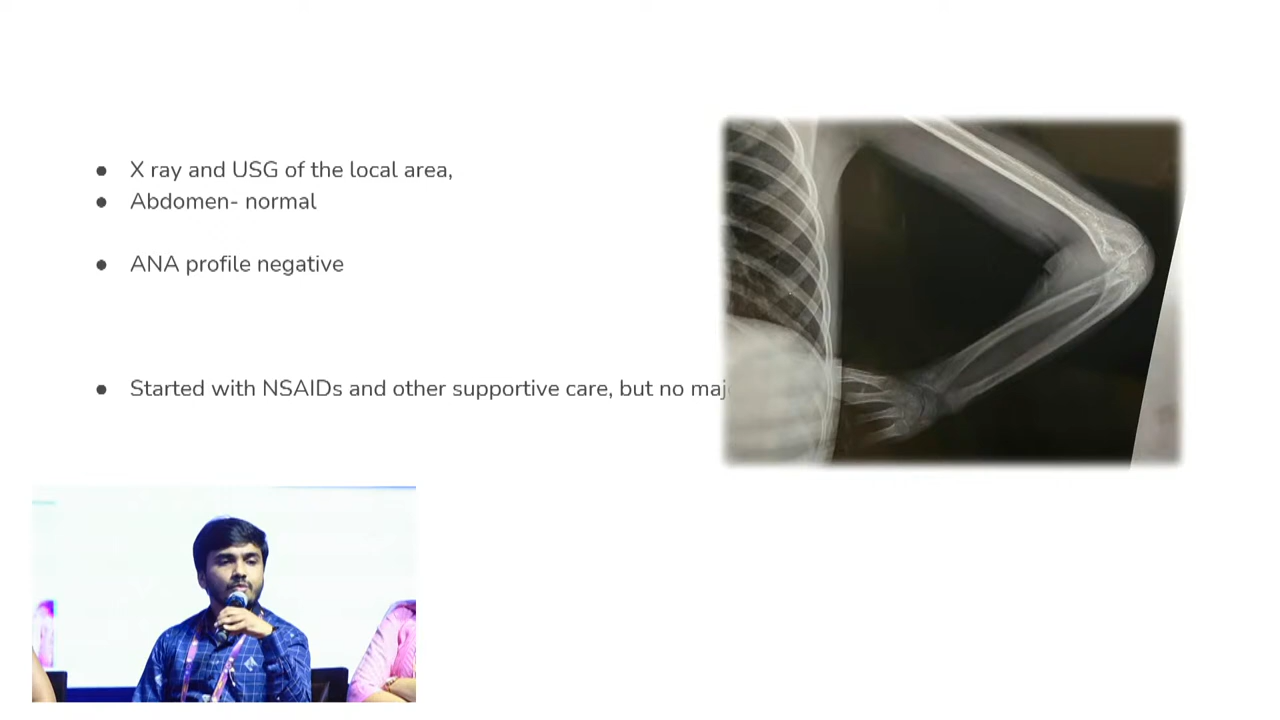 X ray and USG of the local area,
Abdomen- normal
ANA profile negative
Started with NSAIDs and other supportive care, but no